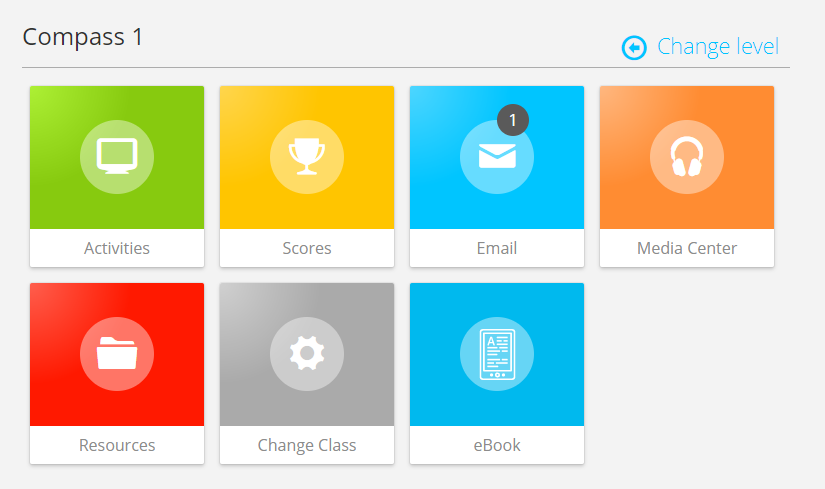 Compass 1
Change level
1
Activities
Scores
Email
Media Center
A
Resources
Change Class
eBook